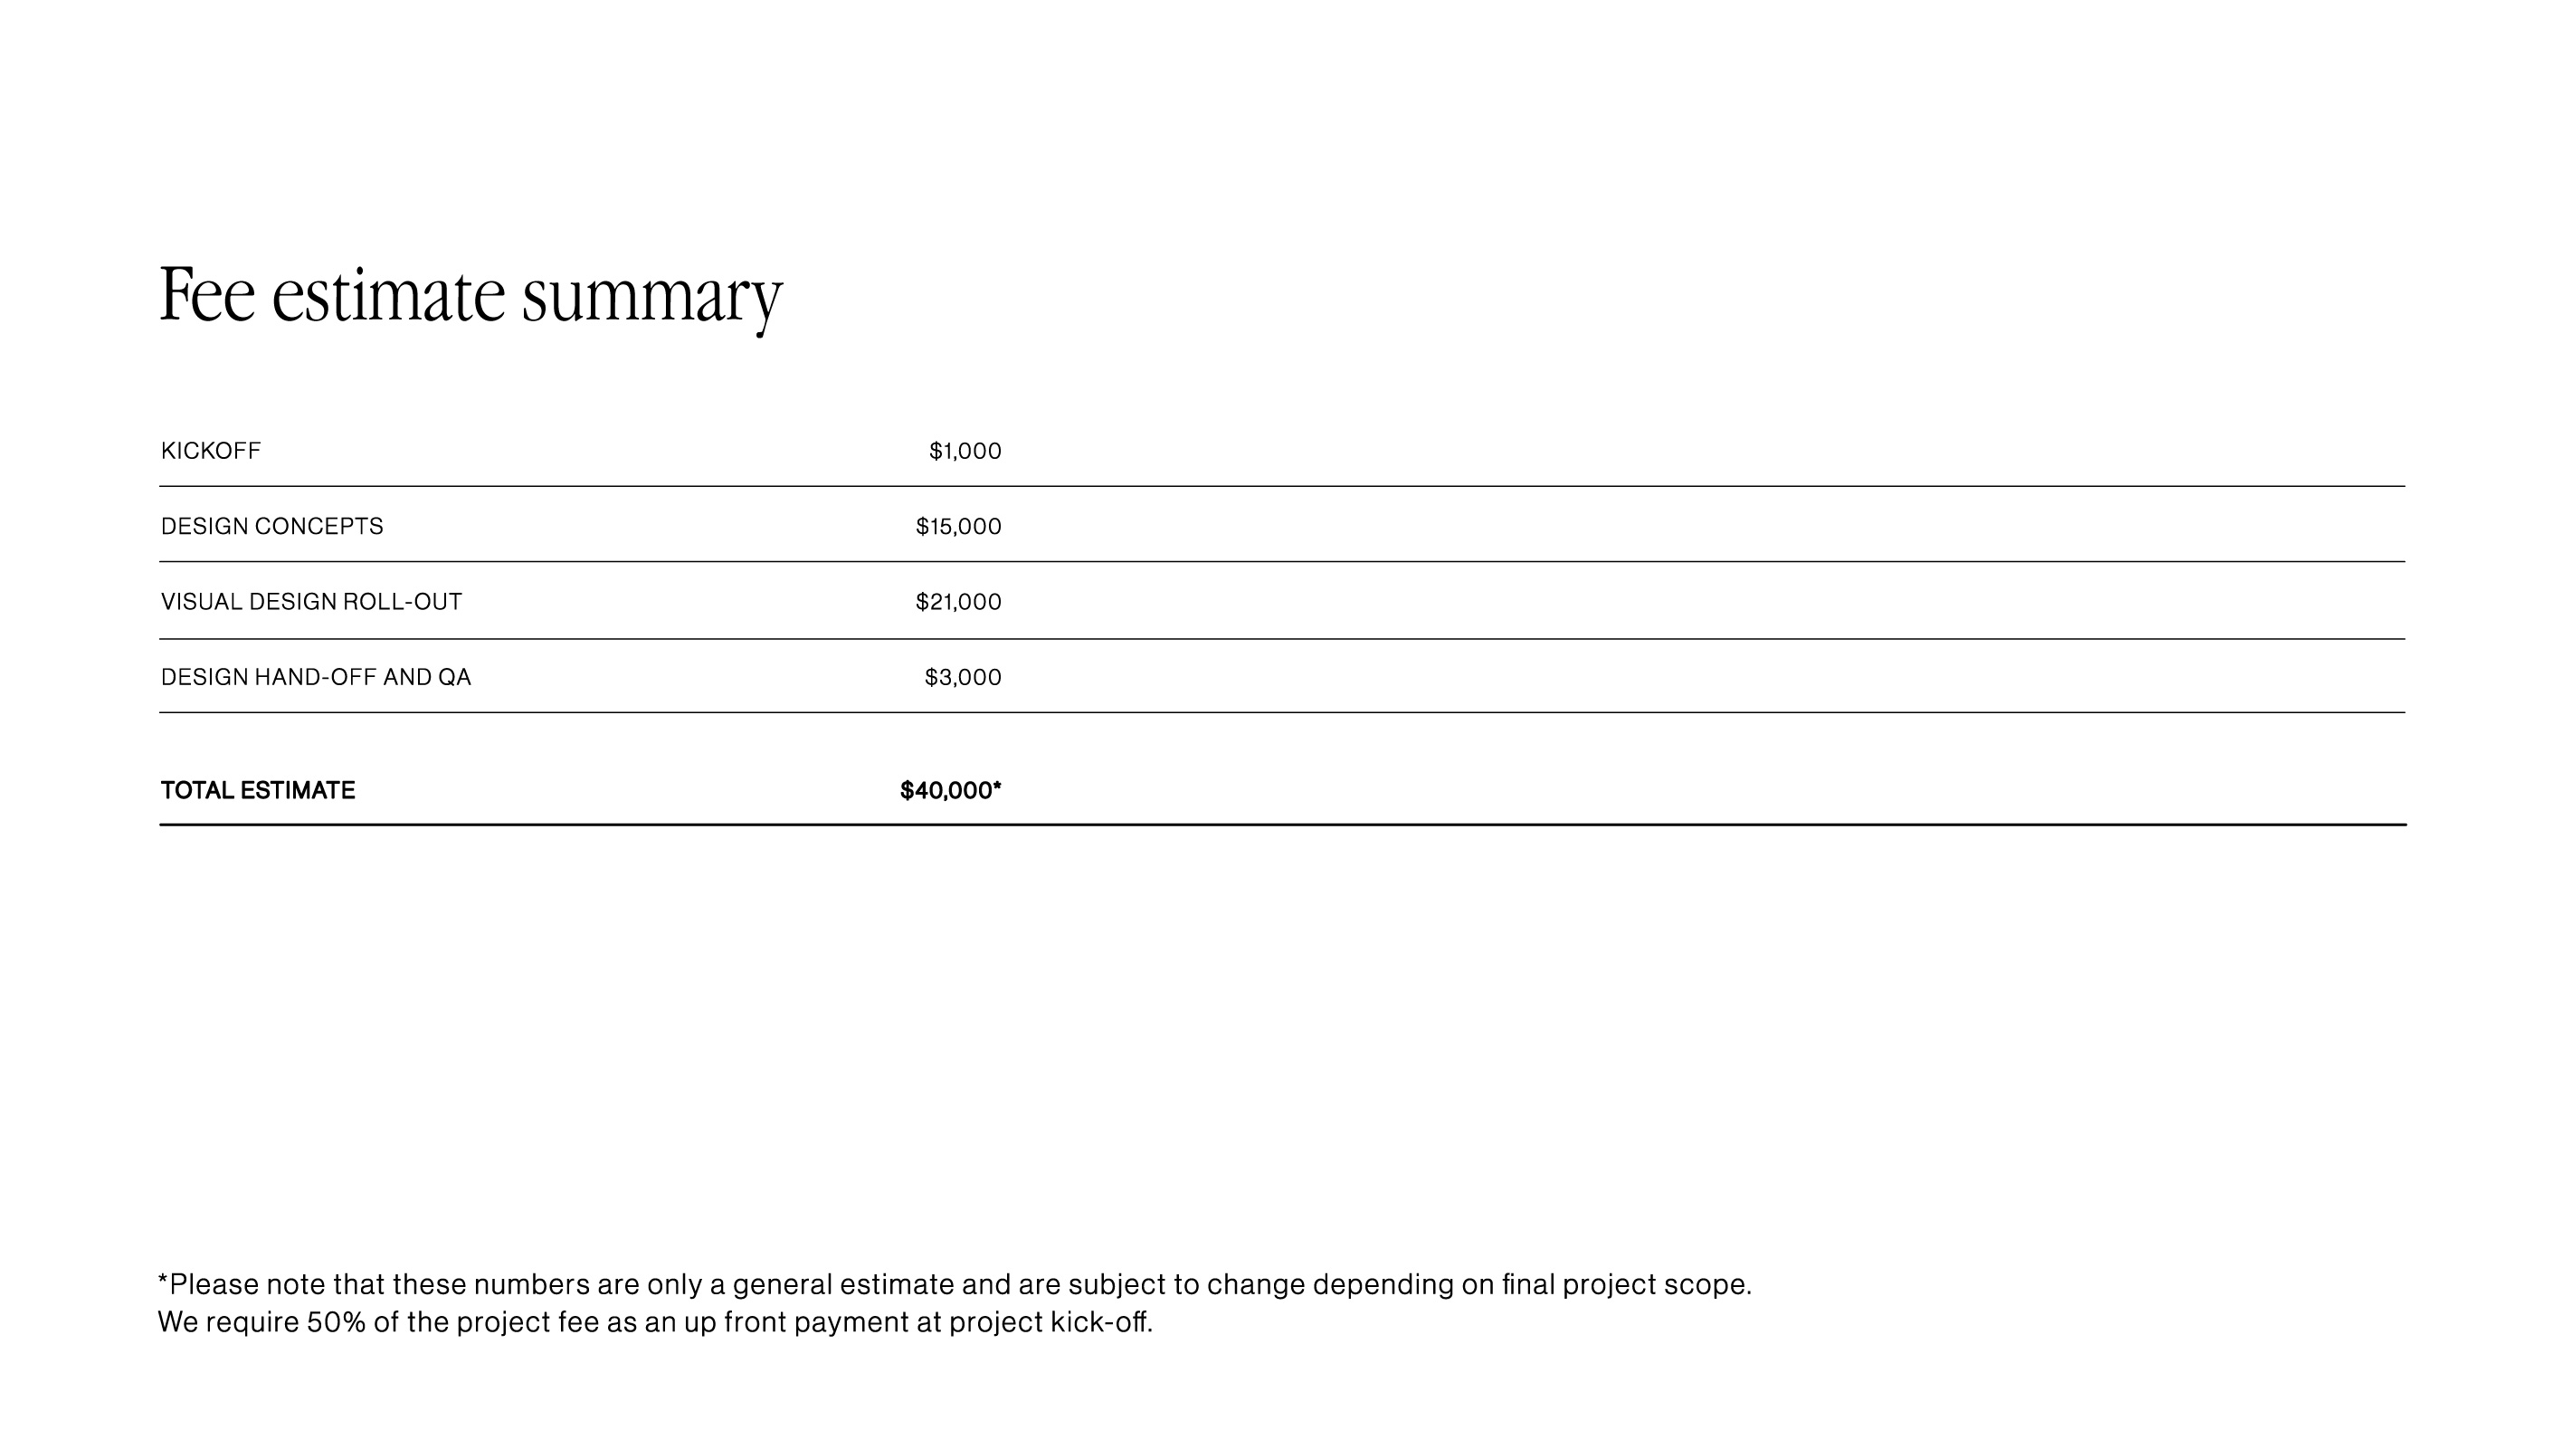 Fee estimate summary
KICKOFF $1,000
DESIGN CONCEPTS $15,000
VISUAL DESIGN ROLL-OUT $21,000
DESIGN HAND-OFF AND QA $3,000
TOTAL ESTIMATE $40,000*
*Please note that these numbers are only a general estimate and are subject to change depending on final project scope.
We require 50% of the project fee as an up front payment at project kick-off.